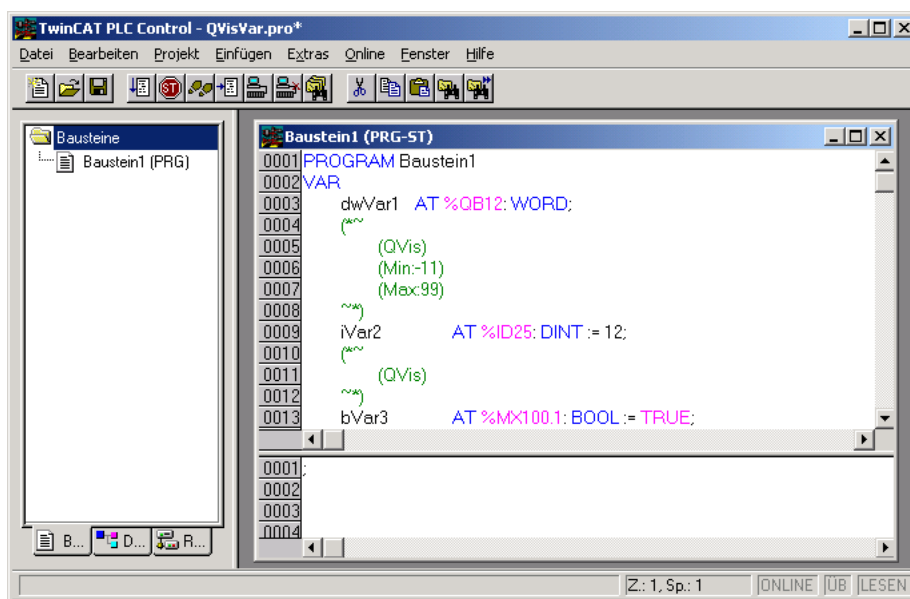 TwinCAT PLC Control - QVisVar.pro*
Datei Bearbeiten Projekt Einfügen Extras Online Fenster Hilfe
ST
Bausteine
Baustein1 (PRG)
B... D... R...
Baustein1 (PRG-ST)
0001 PROGRAM Baustein1
0002 VAR
0003 dwVar1 AT %QB12: WORD;
0004 (*~
0005 (QVis)
0006 (Min:-11)
0007 (Max:99)
0008 ~*)
0009 iVar2 AT %ID25: DINT := 12;
0010 (*~
0011 (QVis)
0012 ~*)
0013 bVar3 AT %MX100.1: BOOL := TRUE;
0001 ;
0002
0003
0004
Z.: 1, Sp.: 1 ONLINE ÜB LESEN